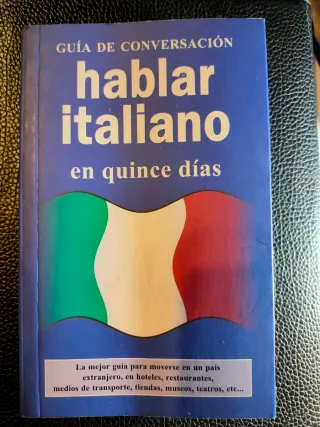 GUÍA DE CONVERSACIÓN
hablar
italiano
en quince días
La mejor guía para moverse en un país
extranjero, en hoteles, restaurantes,
medios de transporte, tiendas, museos, teatros, etc...